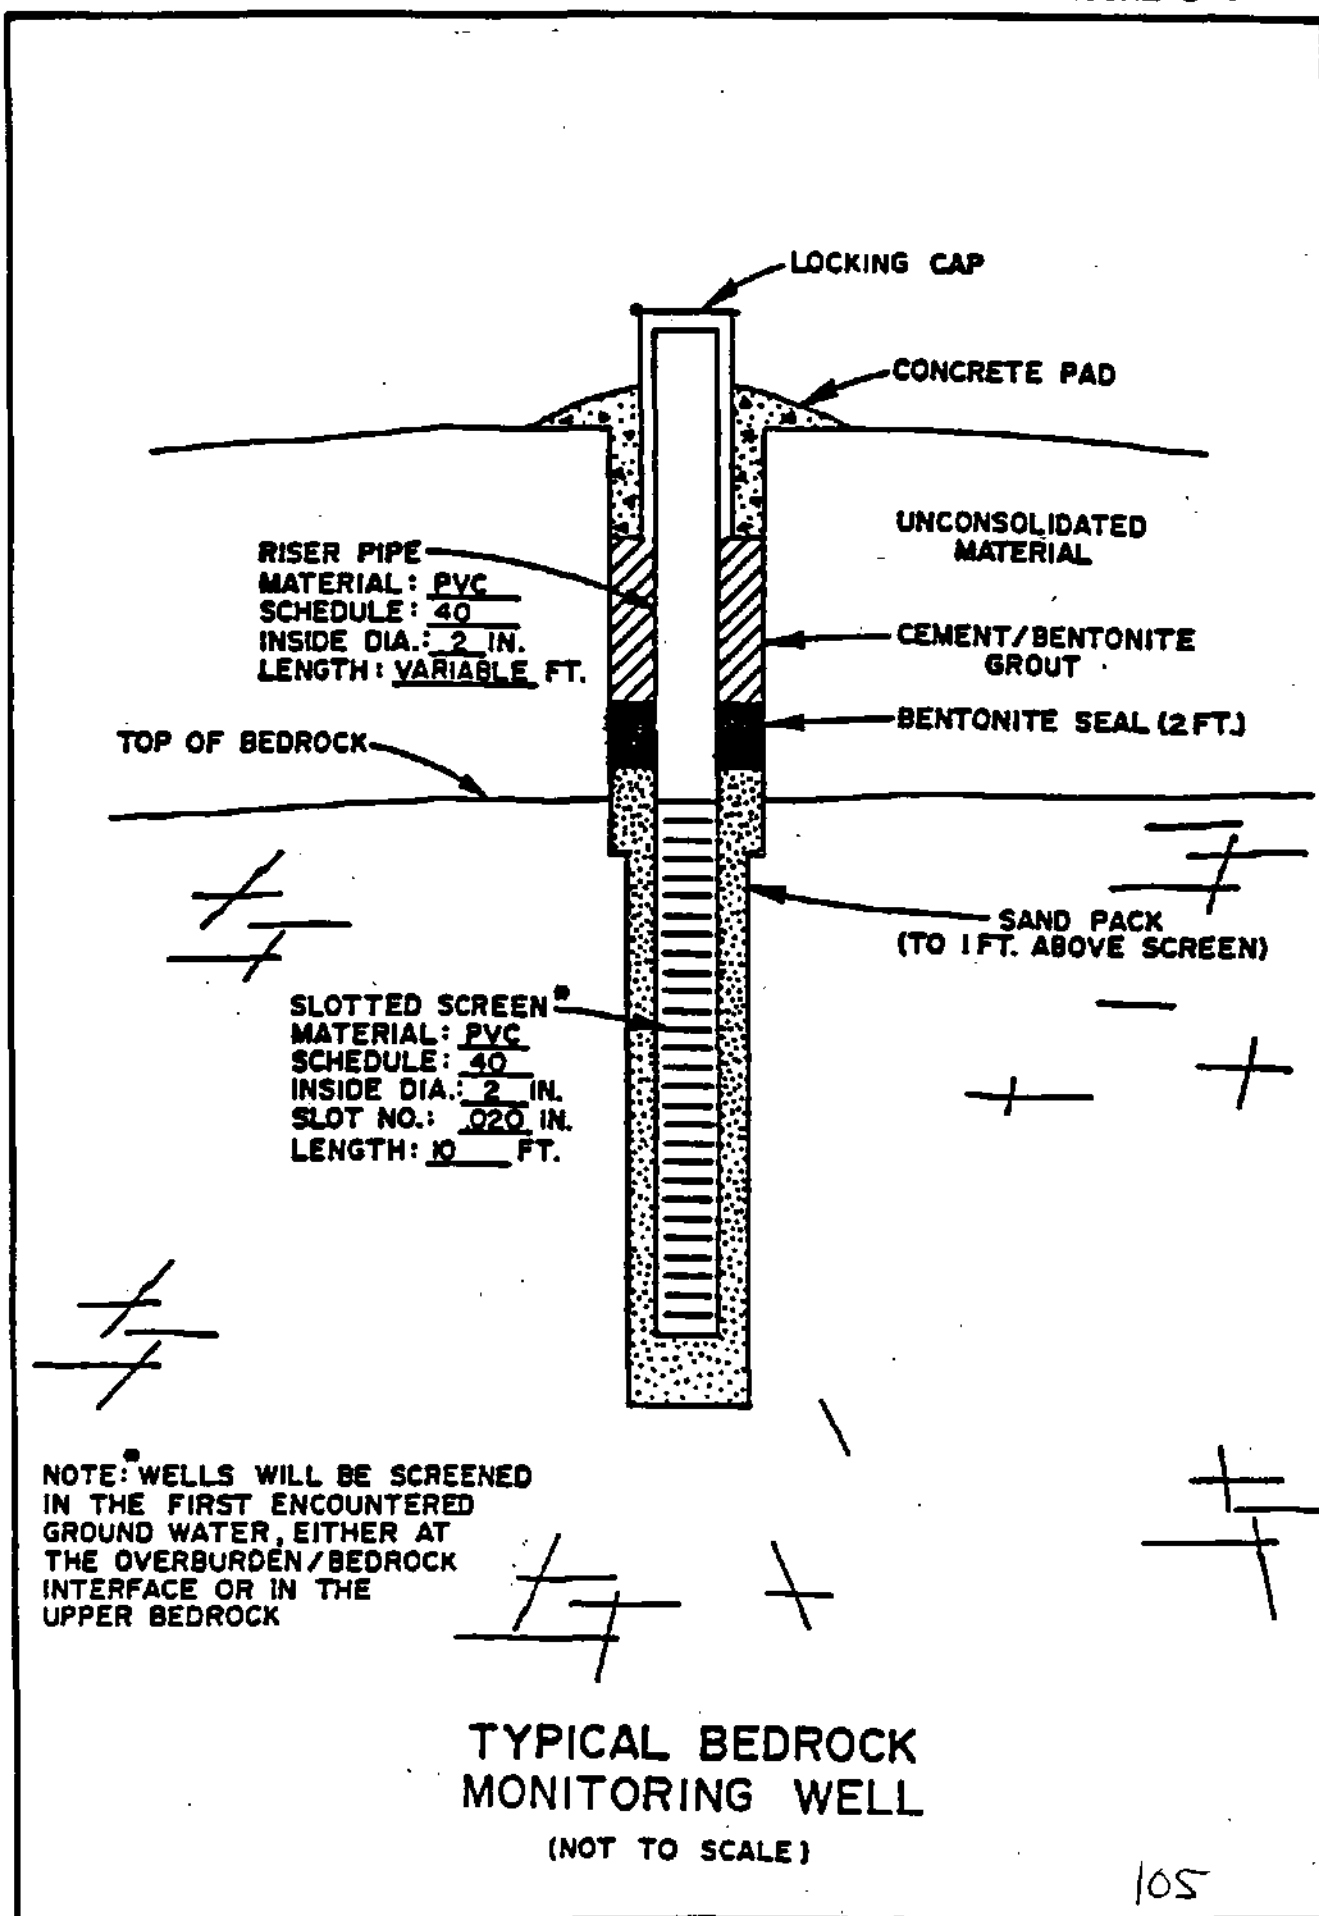 LOCKING CAP
CONCRETE PAD
UNCONSOLIDATED
MATERIAL
RISER PIPE
MATERIAL: PVC
SCHEDULE: 40
INSIDE DIA.: 2 IN.
LENGTH: VARIABLE FT.
CEMENT/BENTONITE
GROUT
BENTONITE SEAL (2 FT.)
TOP OF BEDROCK
SAND PACK
(TO 1 FT. ABOVE SCREEN)
SLOTTED SCREEN*
MATERIAL: PVC
SCHEDULE: 40
INSIDE DIA.: 2 IN.
SLOT NO.: .020 IN.
LENGTH: 10 FT.
NOTE:* WELLS WILL BE SCREENED
IN THE FIRST ENCOUNTERED
GROUND WATER, EITHER AT
THE OVERBURDEN/BEDROCK
INTERFACE OR IN THE
UPPER BEDROCK
TYPICAL BEDROCK
MONITORING WELL
(NOT TO SCALE)
105